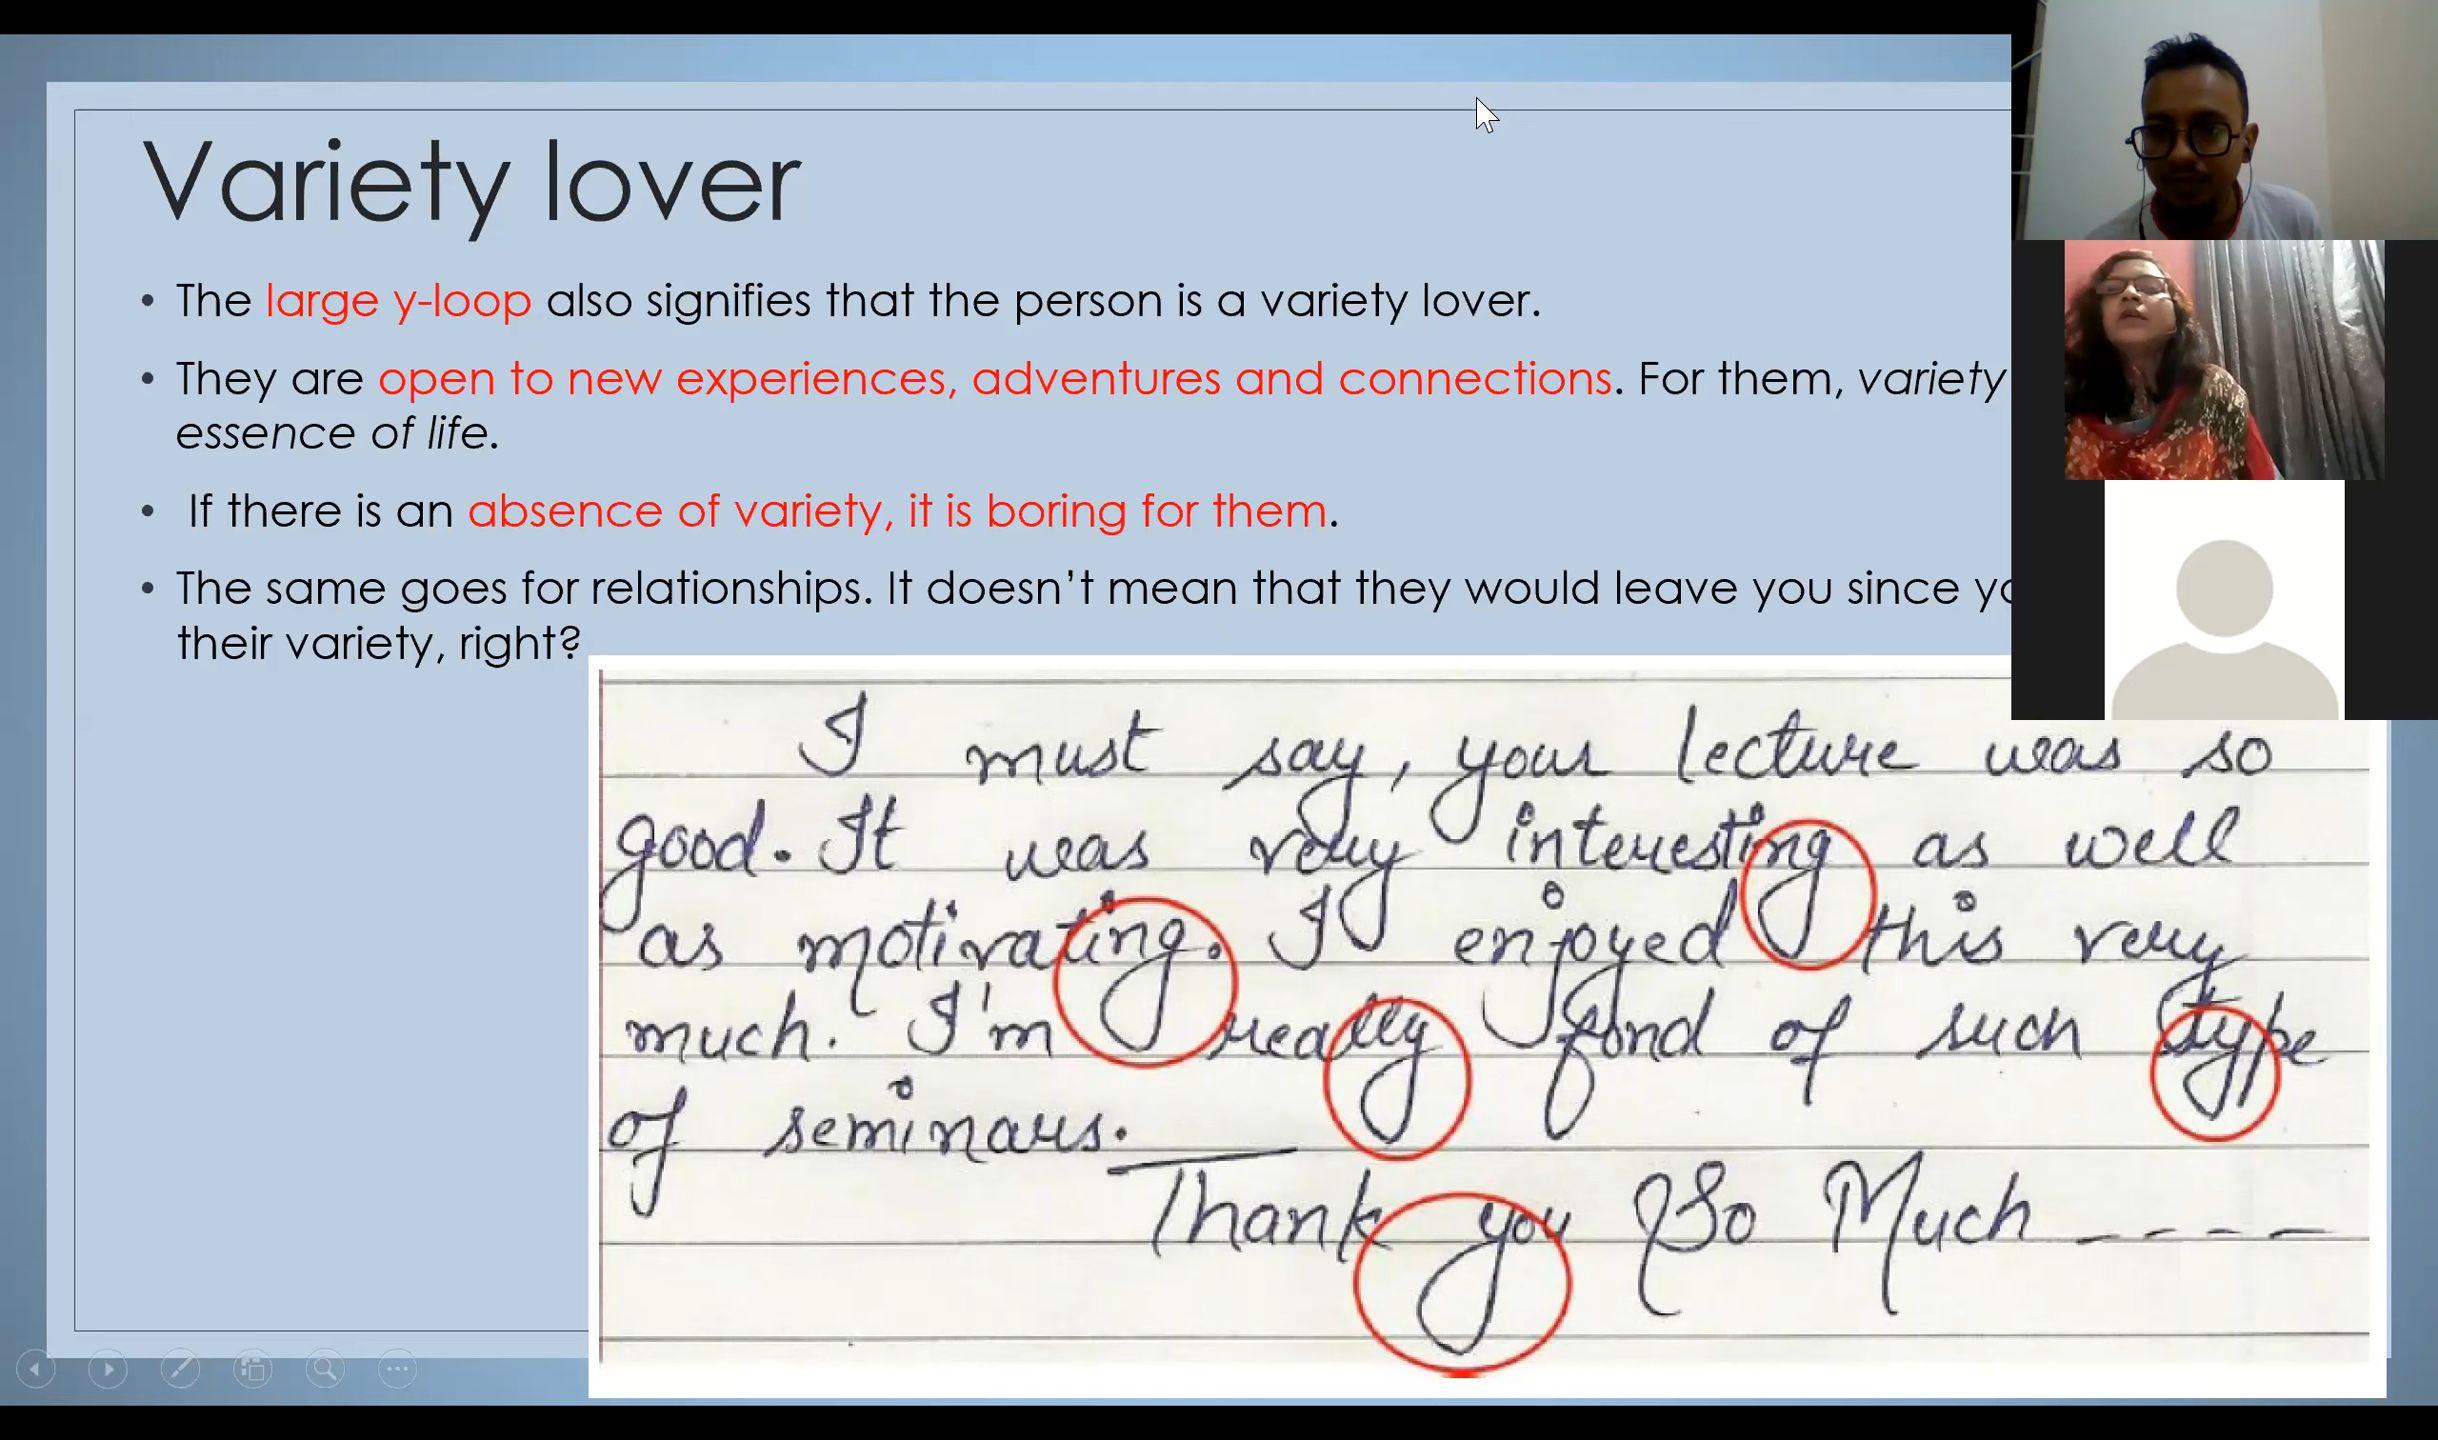 Variety lover
• The large y-loop also signifies that the person is a variety lover.
• They are open to new experiences, adventures and connections. For them, variety
essence of life.
• If there is an absence of variety, it is boring for them.
• The same goes for relationships. It doesn't mean that they would leave you since yo
their variety, right?
I must say, your lecture was so
good. It was very interesting as well
as motivating. I enjoyed this very
much. I'm really fond of such type
of seminars.
Thank you So Much ----